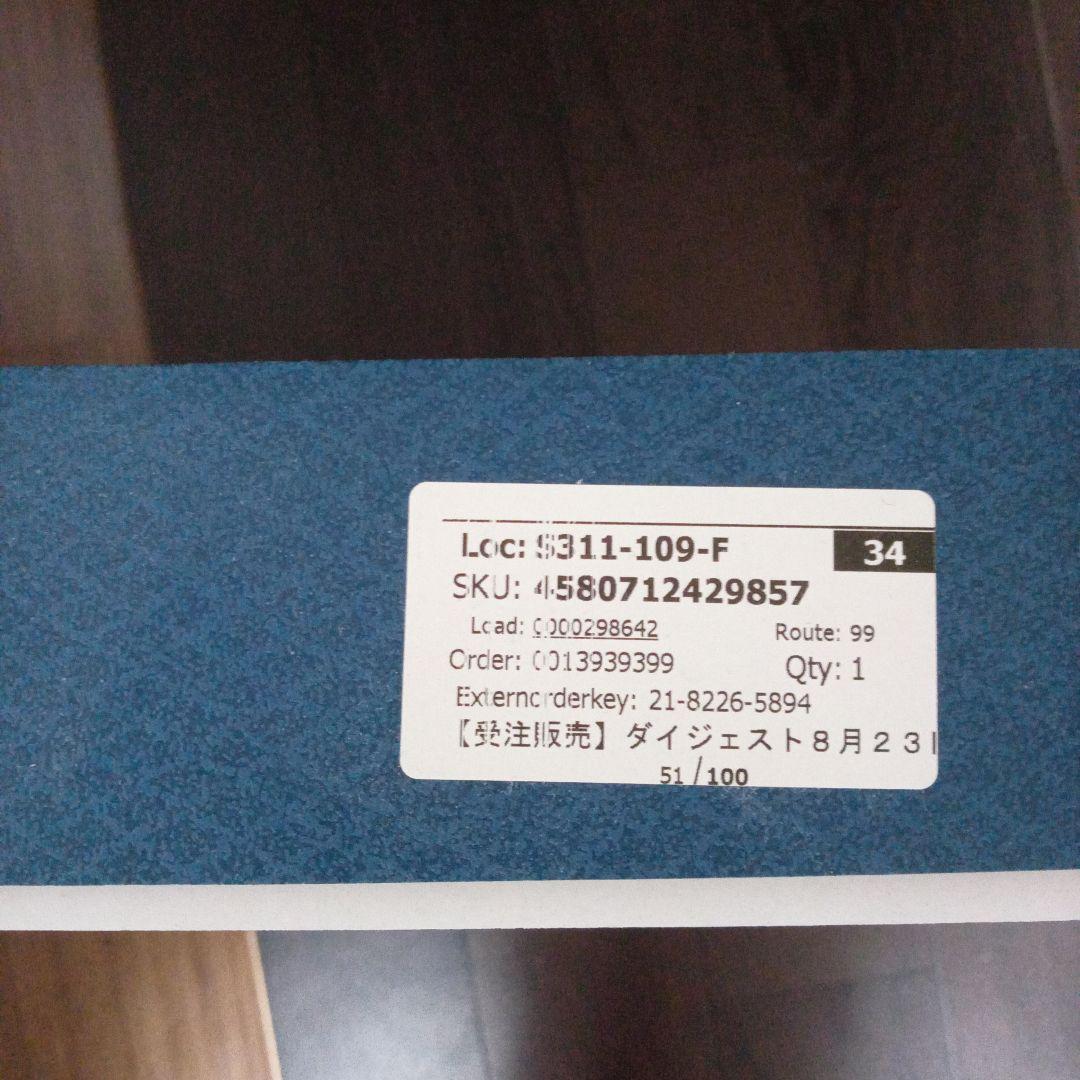 Loc: S311-109-F 34
SKU: 4580712429857
Load: 0000298642 Route: 99
Order: 0013939399 Qty: 1
Externorderkey: 21-8226-5894
【受注販売】ダイジェスト８月２３
51/100